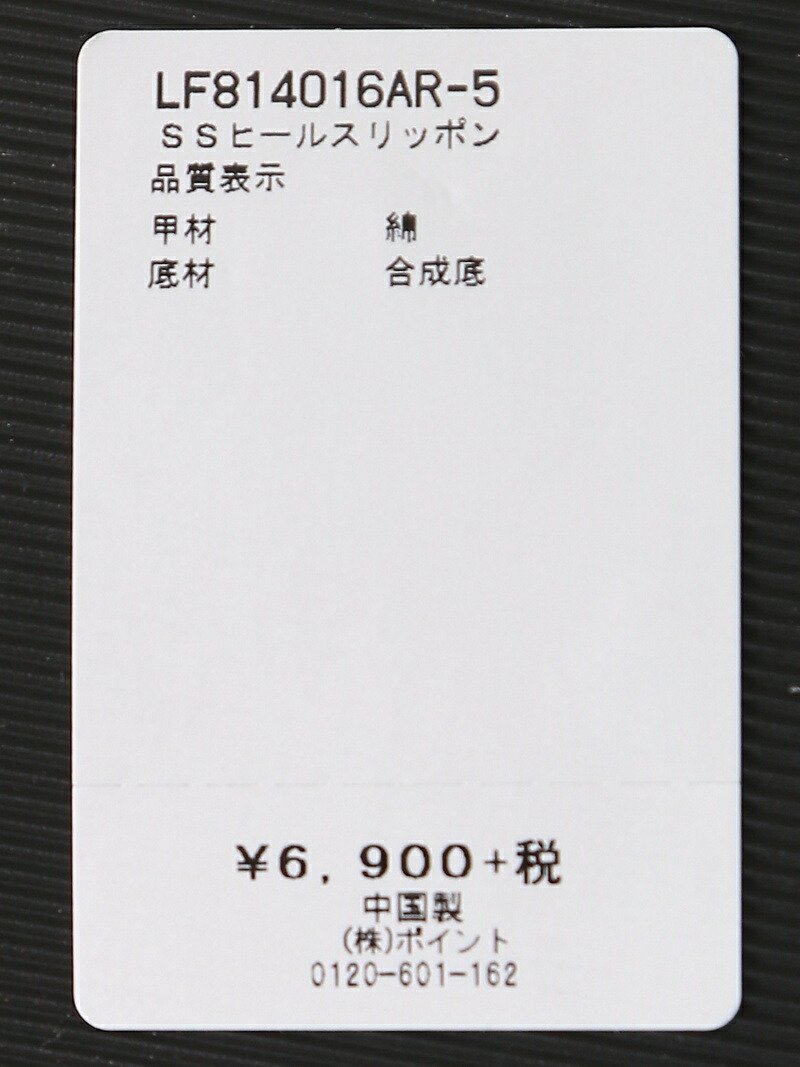 LF814016AR-5
ＳＳヒールスリッポン
品質表示
甲材 綿
底材 合成底
¥6,900+税
中国製
(株)ポイント
0120-601-162